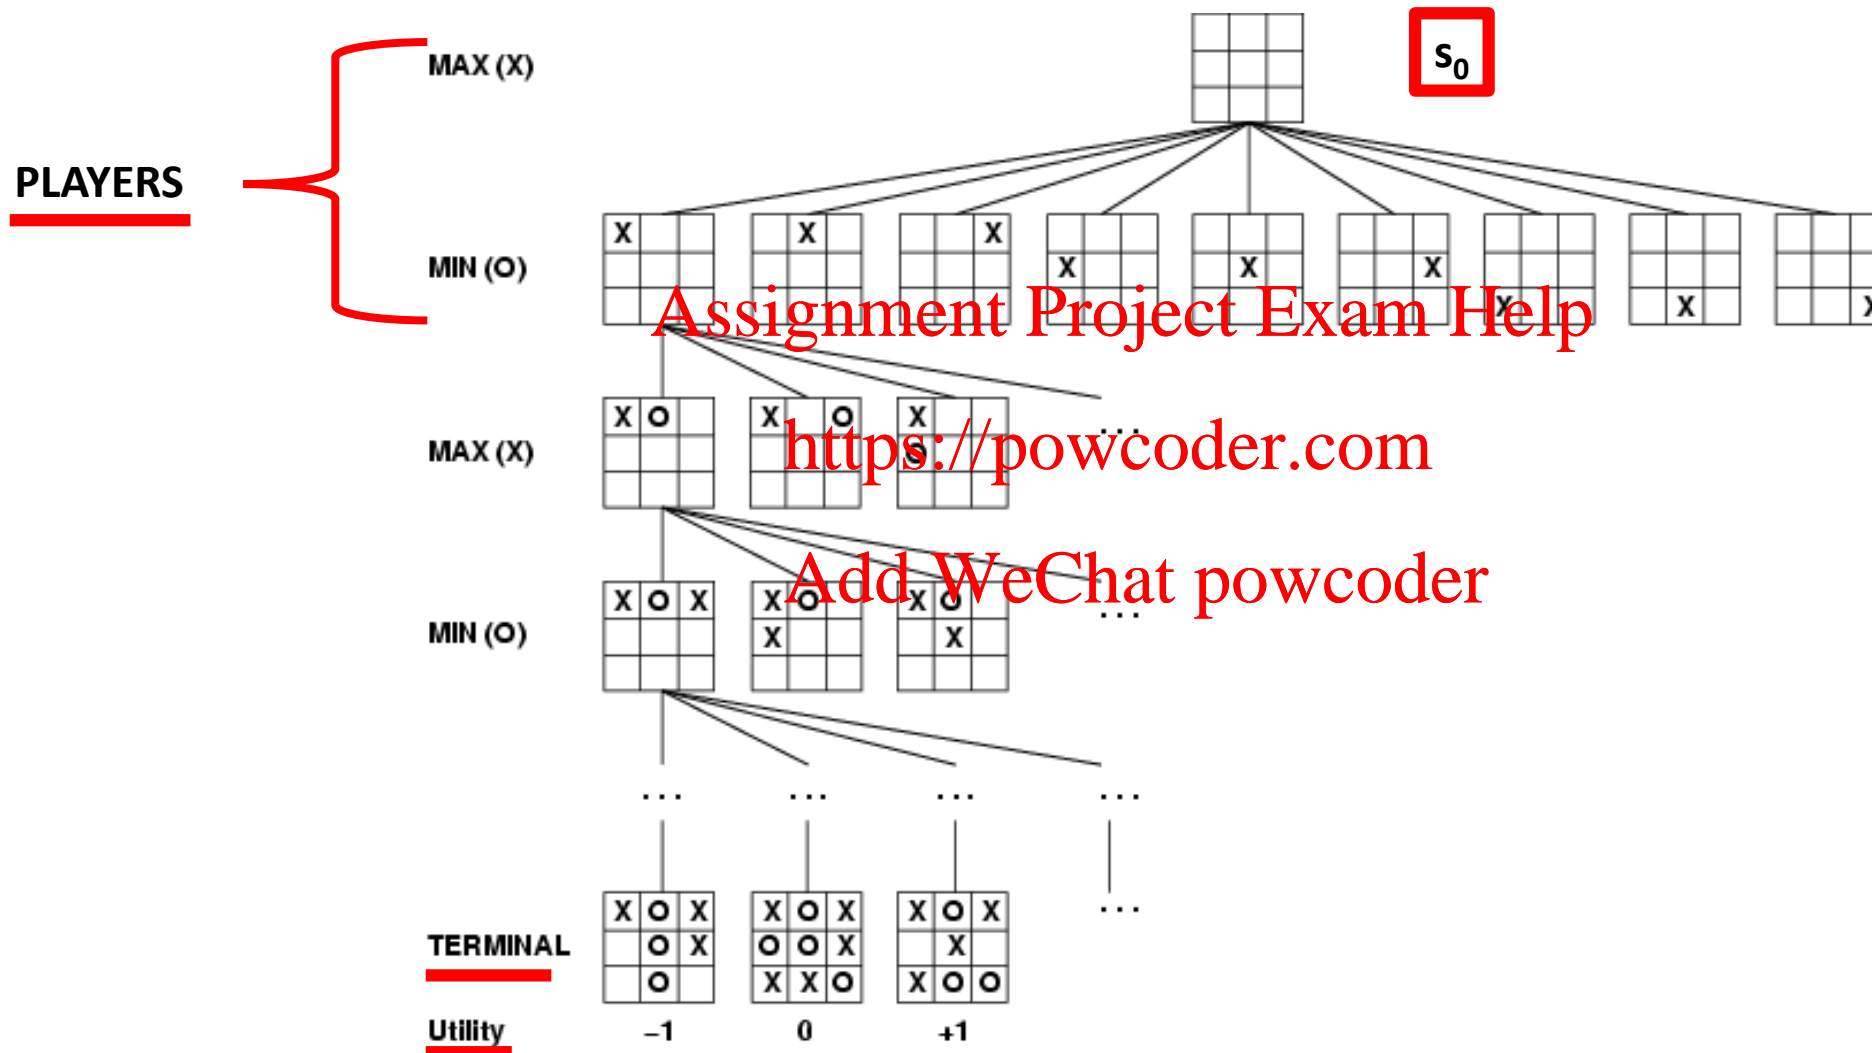 MAX (X)
s0
PLAYERS
X X X
MIN (O)
X X X
X X X
Assignment Project Exam Help
X O X O X
O
MAX (X)
https://powcoder.com
...
Add WeChat powcoder
X O X X O X O
MIN (O)
X X
...
... ... ... ...
X O X X O X X O X
...
TERMINAL
O X O O X X
O X X O X O O
Utility –1 0 +1